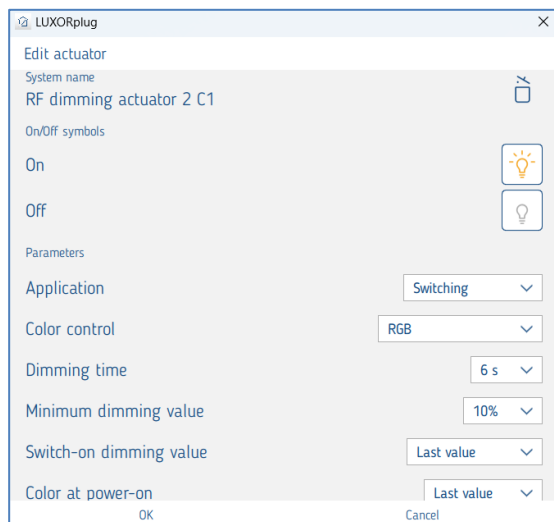 LUXORplug
Edit actuator
System name
RF dimming actuator 2 C1
On/Off symbols
On
Off
Parameters
Application Switching
Color control RGB
Dimming time 6 s
Minimum dimming value 10%
Switch-on dimming value Last value
Color at power-on Last value
OK Cancel